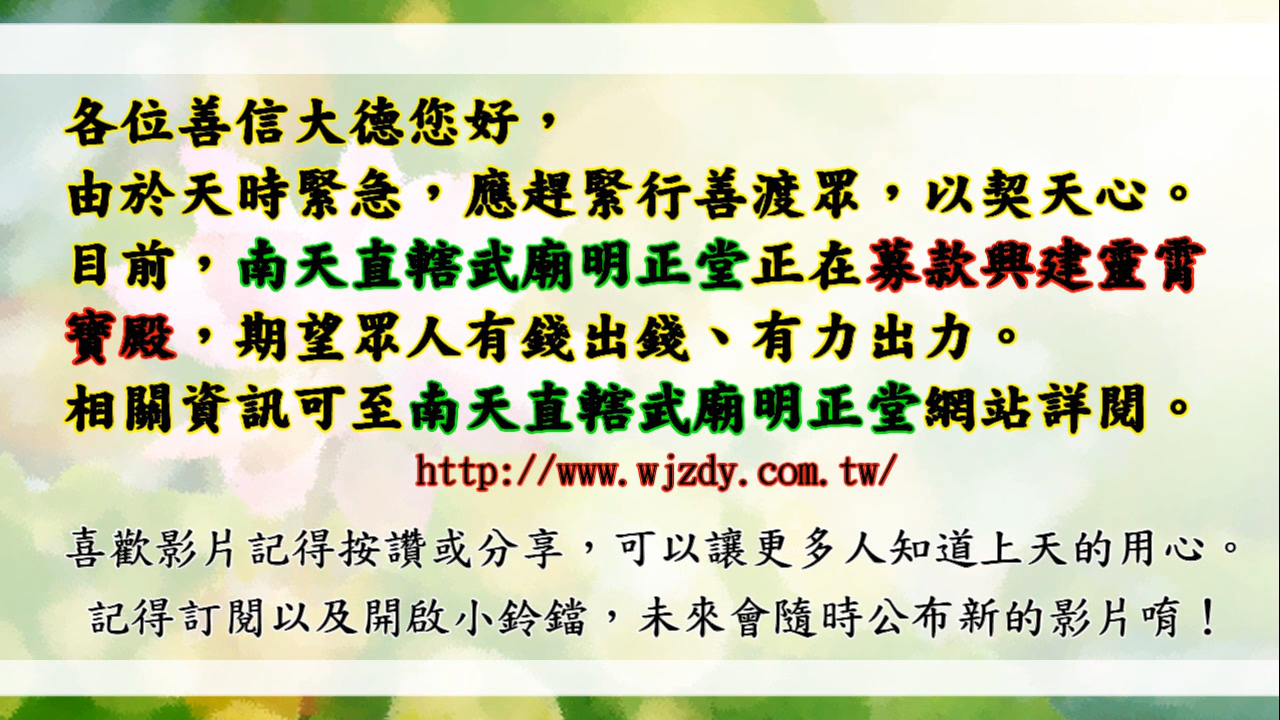 各位善信大德您好，
由於天時緊急，應趕緊行善渡眾，以契天心。
目前，南天直轄武廟明正堂正在募款興建靈霄
寶殿，期望眾人有錢出錢、有力出力。
相關資訊可至南天直轄武廟明正堂網站詳閱。
http://www.wjzdy.com.tw/
喜歡影片記得按讚或分享，可以讓更多人知道上天的用心。
記得訂閱以及開啟小鈴鐺，未來會隨時公布新的影片唷！